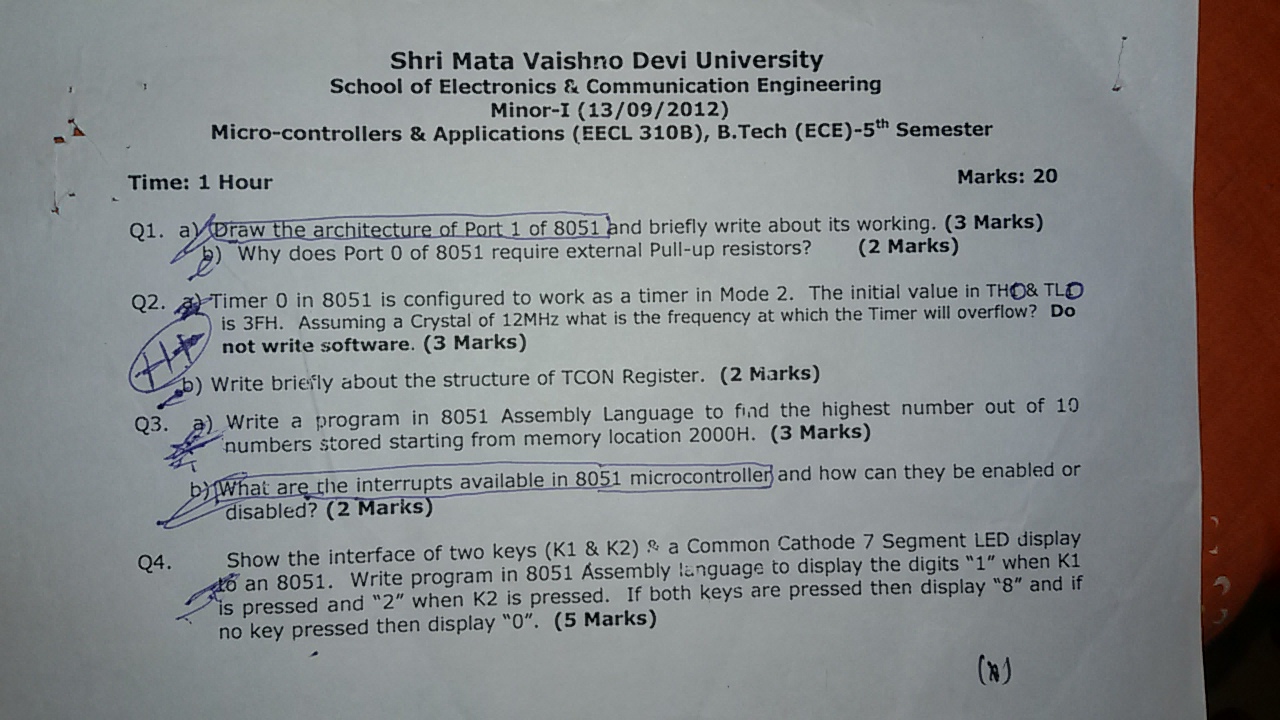 Shri Mata Vaishno Devi University
School of Electronics & Communication Engineering
Minor-I (13/09/2012)
Micro-controllers & Applications (EECL 310B), B.Tech (ECE)-5th Semester
Time: 1 Hour Marks: 20
Q1. a) Draw the architecture of Port 1 of 8051 and briefly write about its working. (3 Marks)
b) Why does Port 0 of 8051 require external Pull-up resistors? (2 Marks)
Q2. a) Timer 0 in 8051 is configured to work as a timer in Mode 2. The initial value in TH0 & TL0
is 3FH. Assuming a Crystal of 12MHz what is the frequency at which the Timer will overflow? Do
not write software. (3 Marks)
b) Write briefly about the structure of TCON Register. (2 Marks)
Q3. a) Write a program in 8051 Assembly Language to find the highest number out of 10
numbers stored starting from memory location 2000H. (3 Marks)
b) What are the interrupts available in 8051 microcontroller and how can they be enabled or
disabled? (2 Marks)
Q4. Show the interface of two keys (K1 & K2) & a Common Cathode 7 Segment LED display
to an 8051. Write program in 8051 Assembly language to display the digits "1" when K1
is pressed and "2" when K2 is pressed. If both keys are pressed then display "8" and if
no key pressed then display "0". (5 Marks)